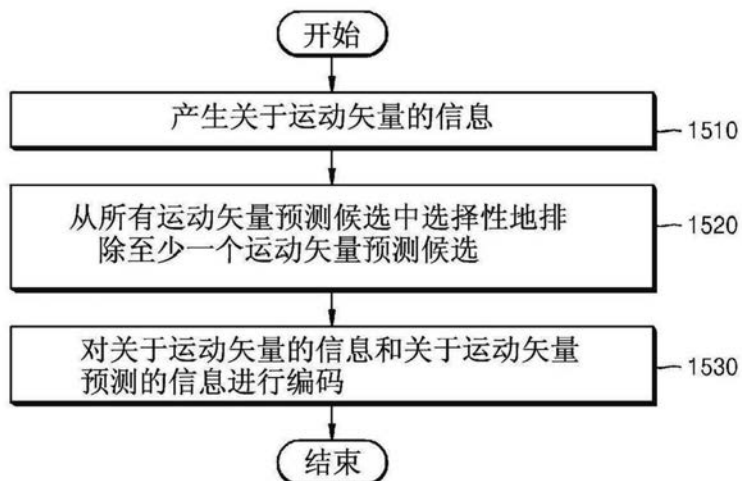 开始
产生关于运动矢量的信息
1510
从所有运动矢量预测候选中选择性地排
除至少一个运动矢量预测候选
1520
对关于运动矢量的信息和关于运动矢量
预测的信息进行编码
1530
结束